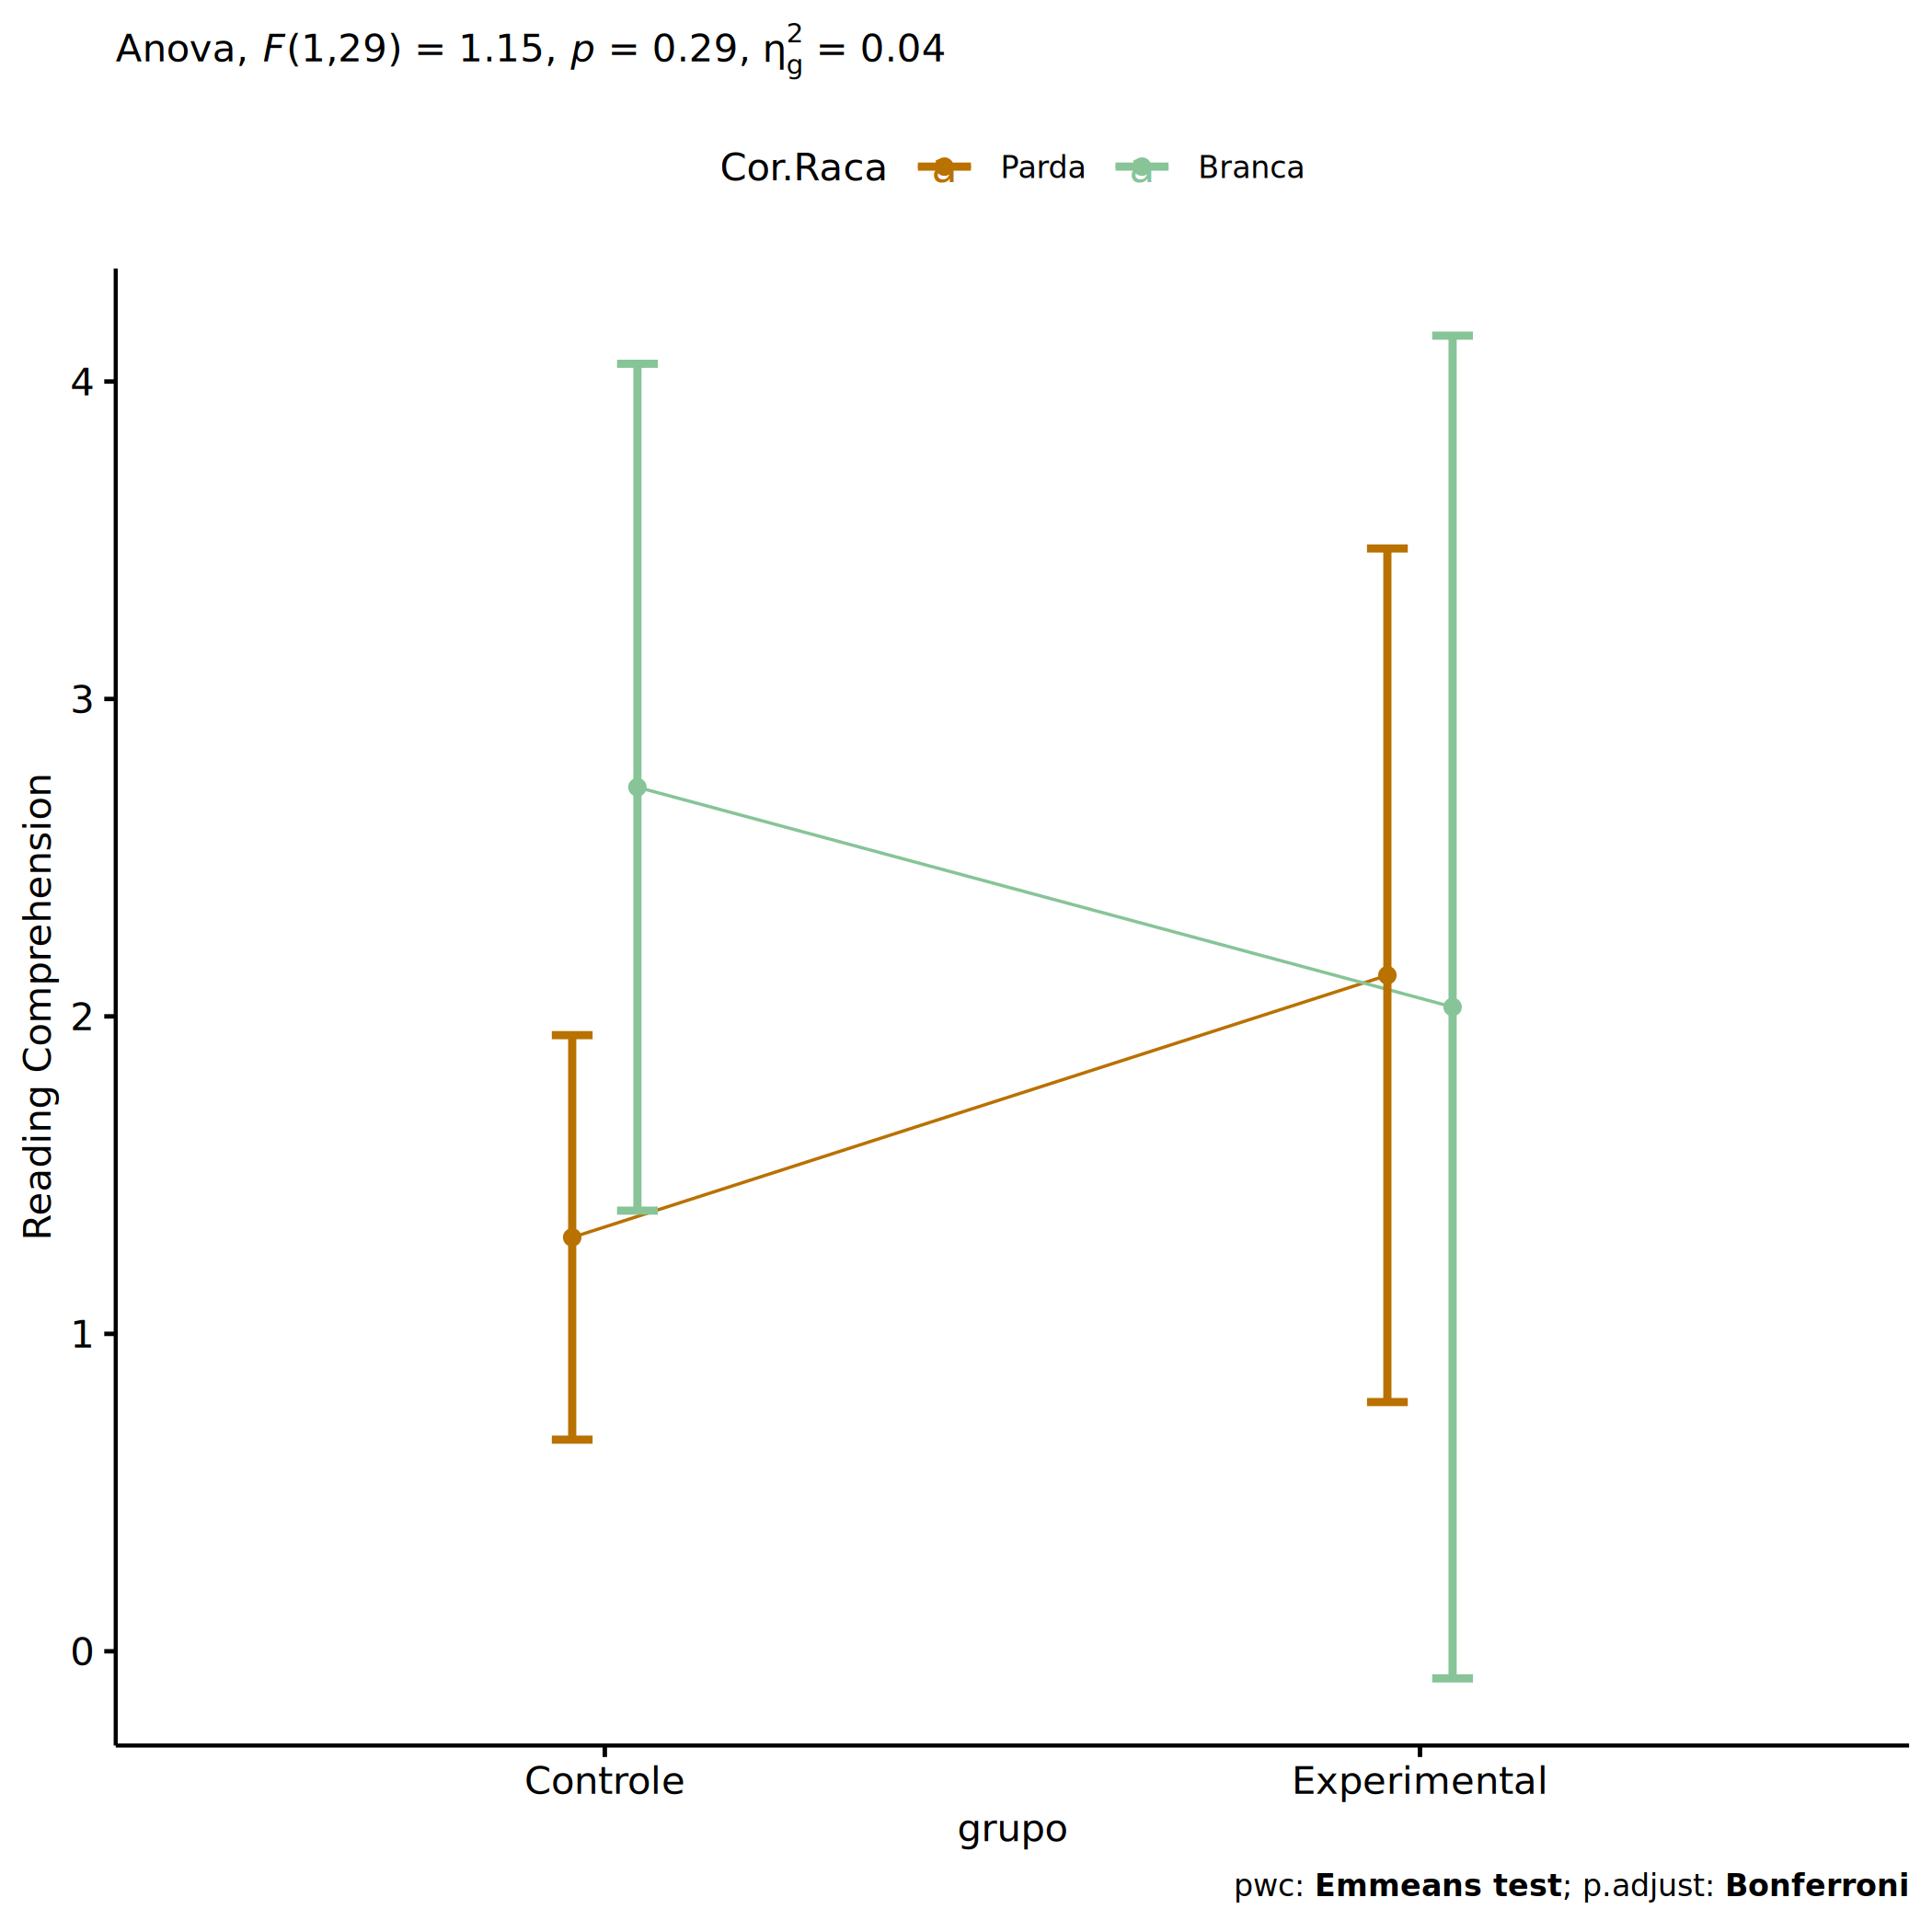 Anova, F(1,29) = 1.15, p = 0.29, η²g = 0.04
Cor.Raca a Parda a Branca
Reading Comprehension
4
3
2
1
0
Controle Experimental
grupo
pwc: Emmeans test; p.adjust: Bonferroni